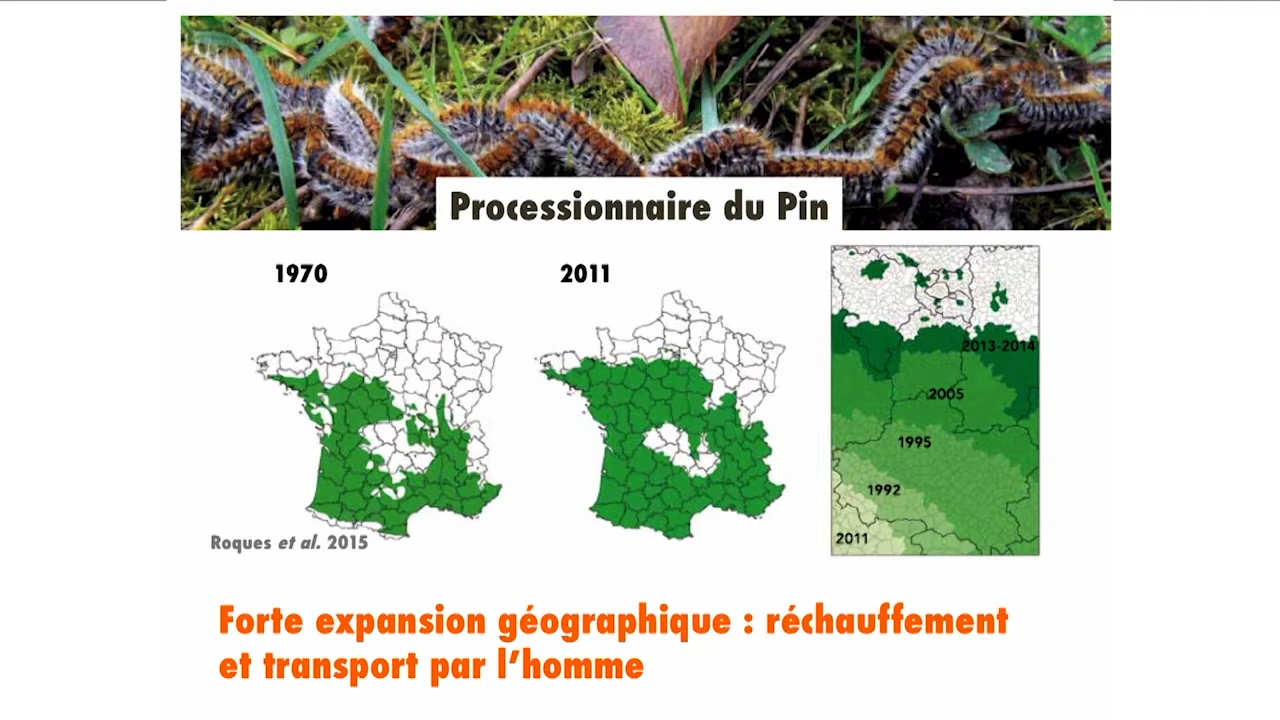 Processionnaire du Pin
1970
2011
2013-2014
2005
1995
1992
2011
Roques et al. 2015
Forte expansion géographique : réchauffement
et transport par l’homme